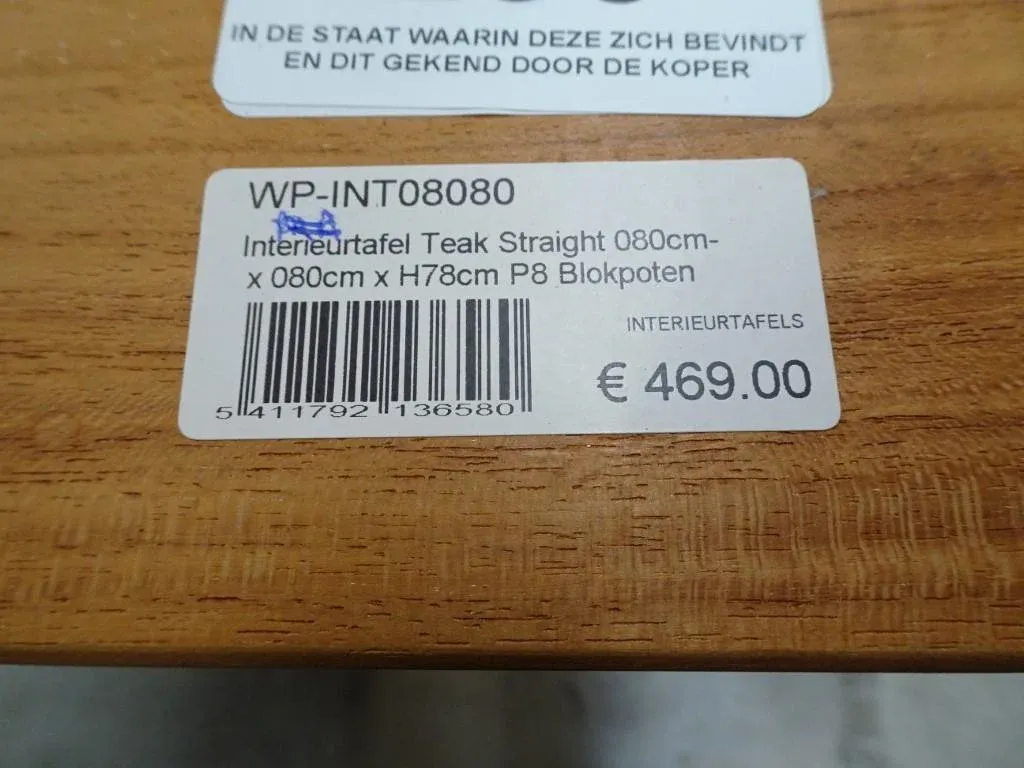 IN DE STAAT WAARIN DEZE ZICH BEVINDT
EN DIT GEKEND DOOR DE KOPER
WP-INT08080
Interieurtafel Teak Straight 080cm-
x 080cm x H78cm P8 Blokpoten
INTERIEURTAFELS
€ 469.00
5 411792 136580